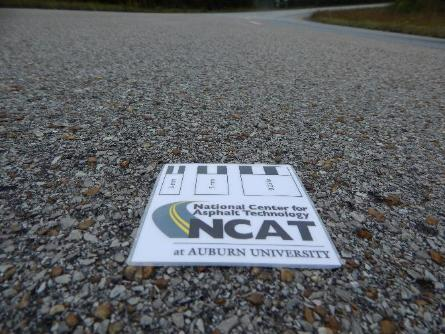 National Center for
Asphalt Technology
NCAT
at AUBURN UNIVERSITY